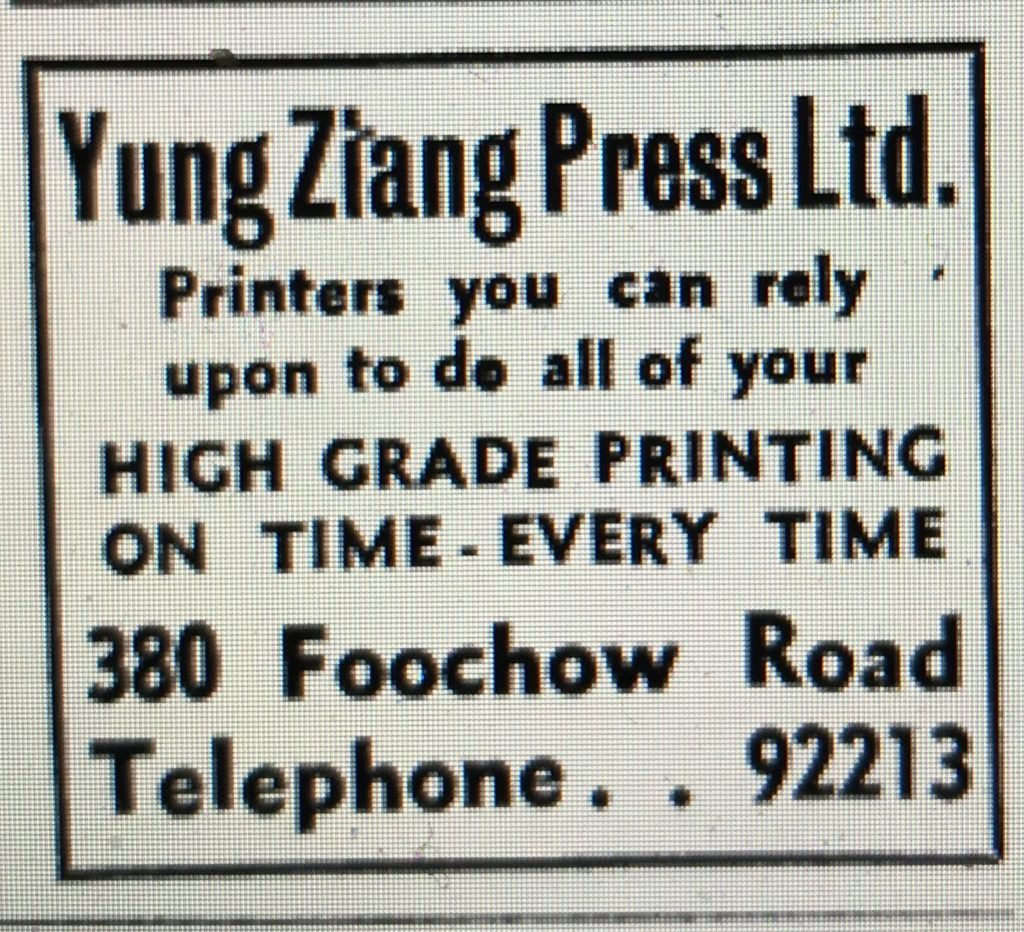 Yung Ziang Press Ltd.
Printers you can rely
upon to do all of your
HIGH GRADE PRINTING
ON TIME - EVERY TIME
380 Foochow Road
Telephone . . 92213